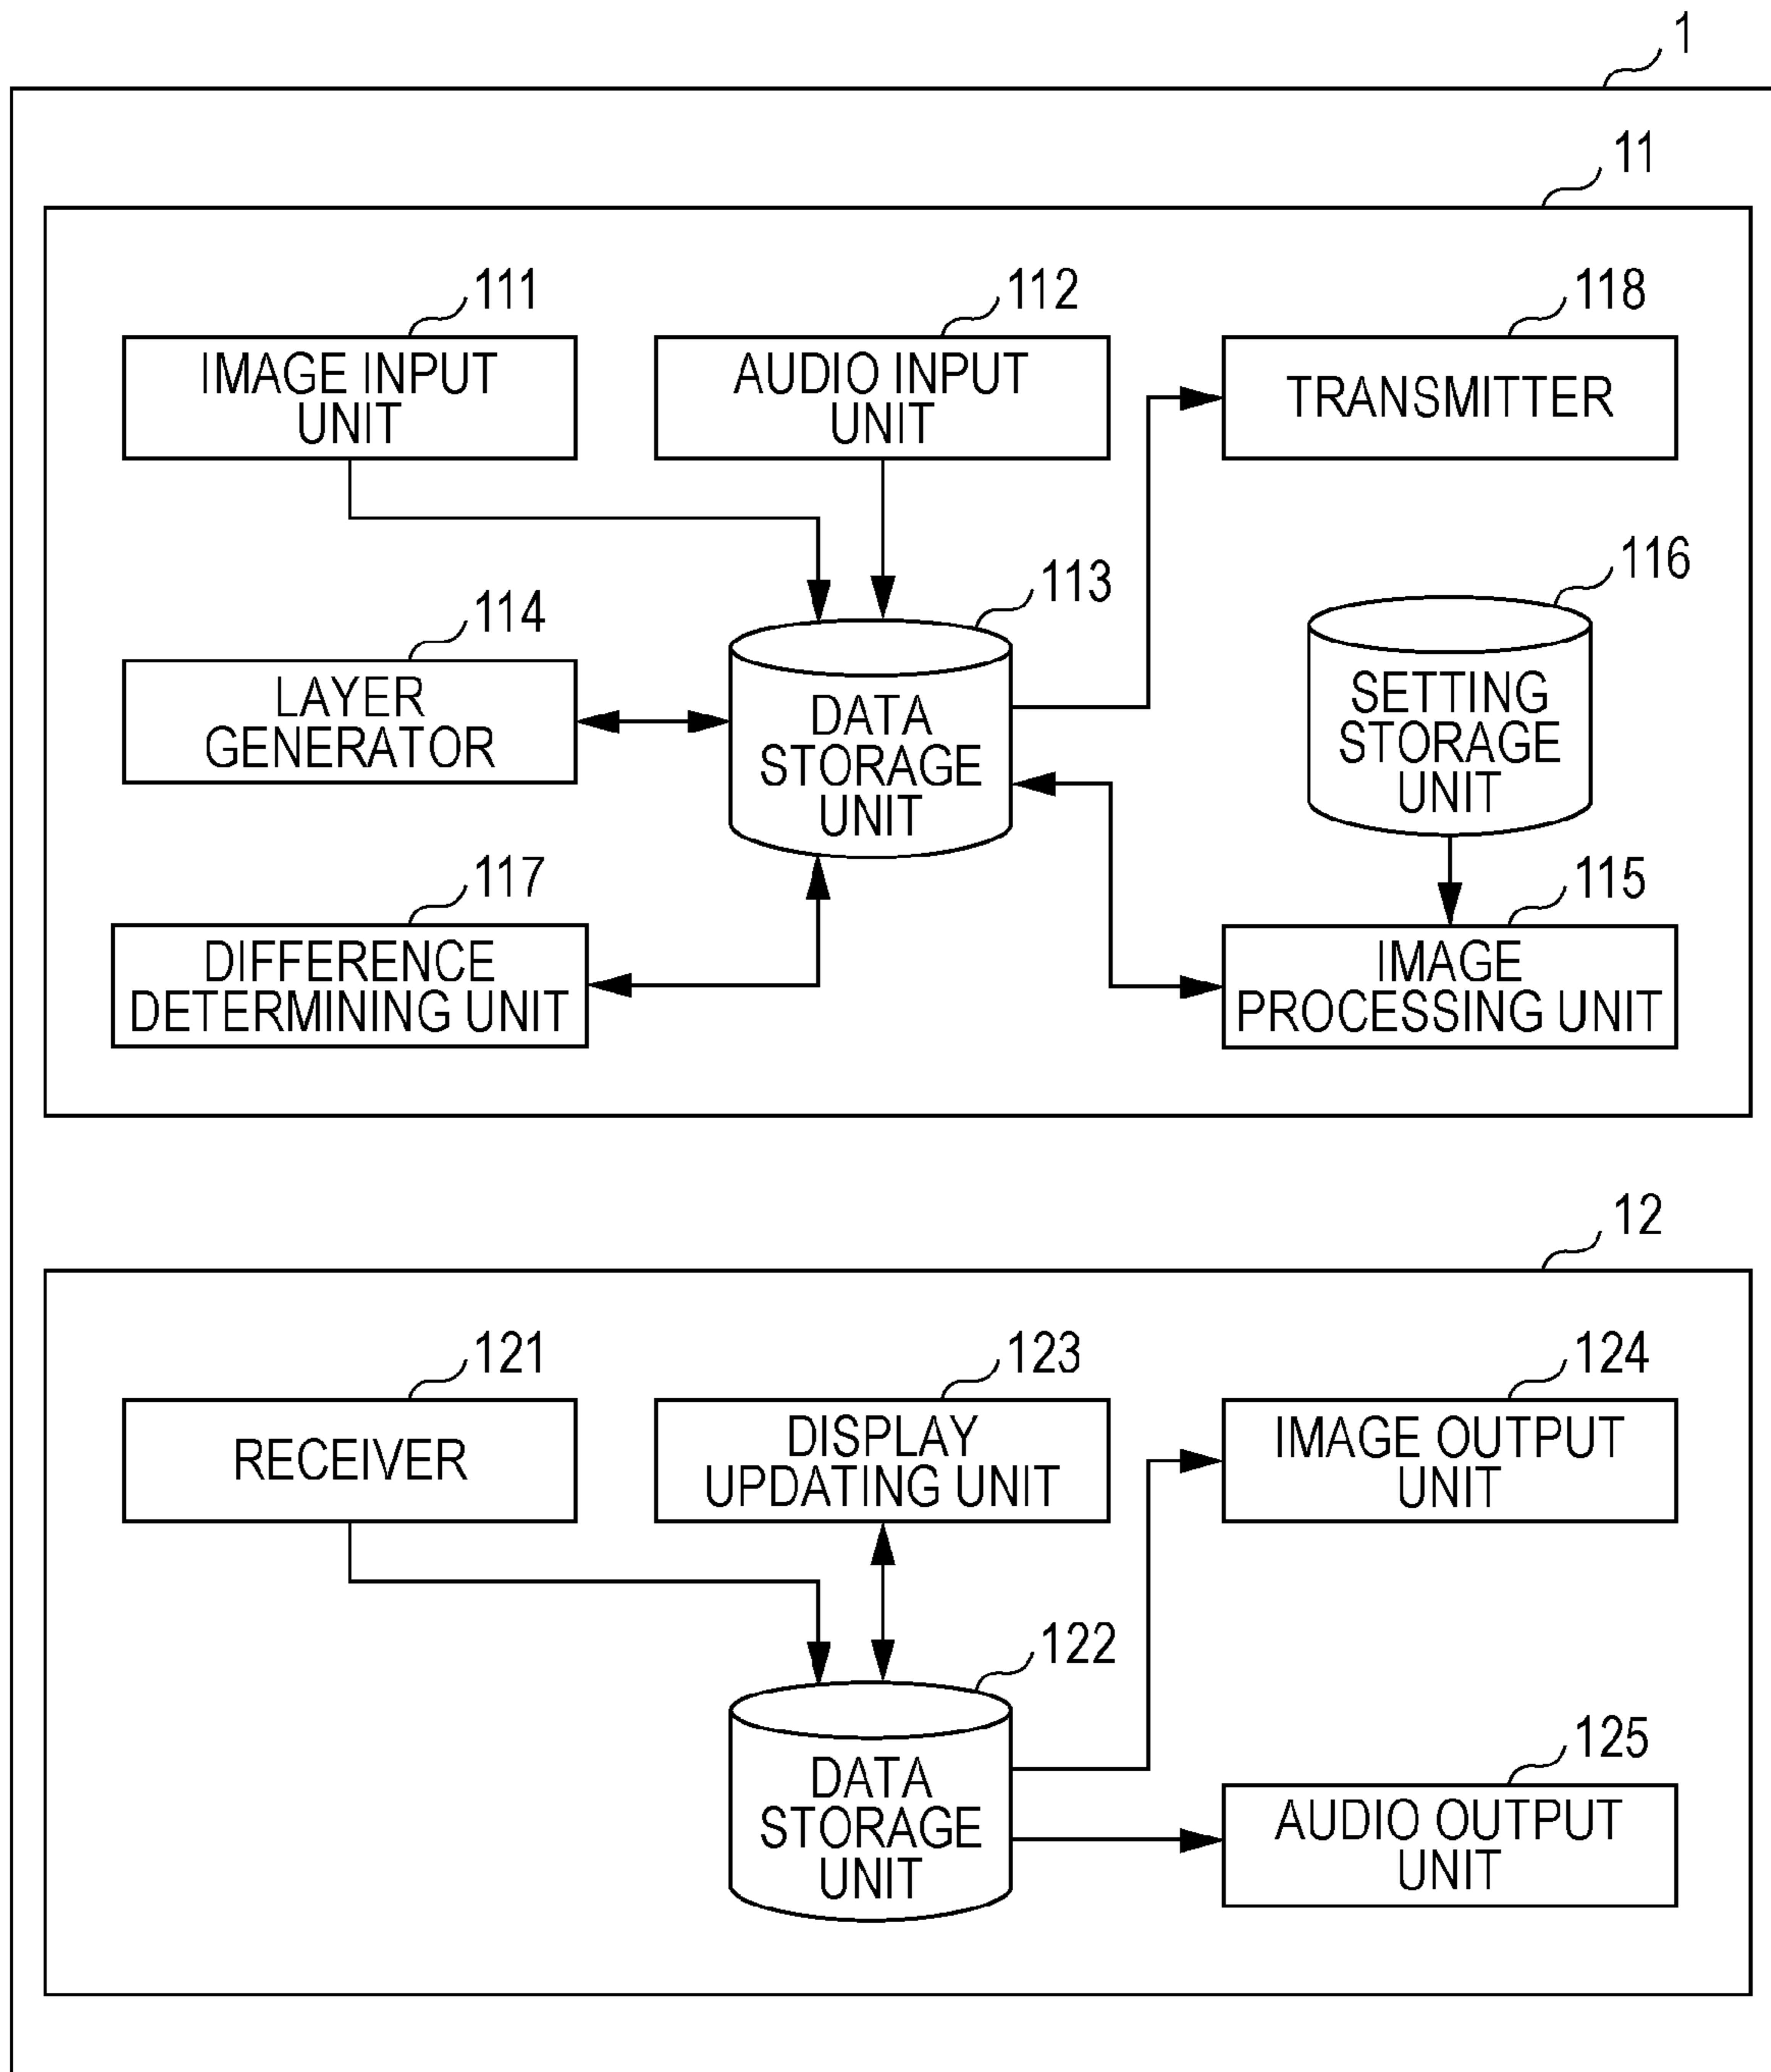 1
11
111
IMAGE INPUT
UNIT
112
AUDIO INPUT
UNIT
118
TRANSMITTER
114
LAYER
GENERATOR
113
DATA
STORAGE
UNIT
116
SETTING
STORAGE
UNIT
117
DIFFERENCE
DETERMINING UNIT
115
IMAGE
PROCESSING UNIT
12
121
RECEIVER
123
DISPLAY
UPDATING UNIT
124
IMAGE OUTPUT
UNIT
122
DATA
STORAGE
UNIT
125
AUDIO OUTPUT
UNIT